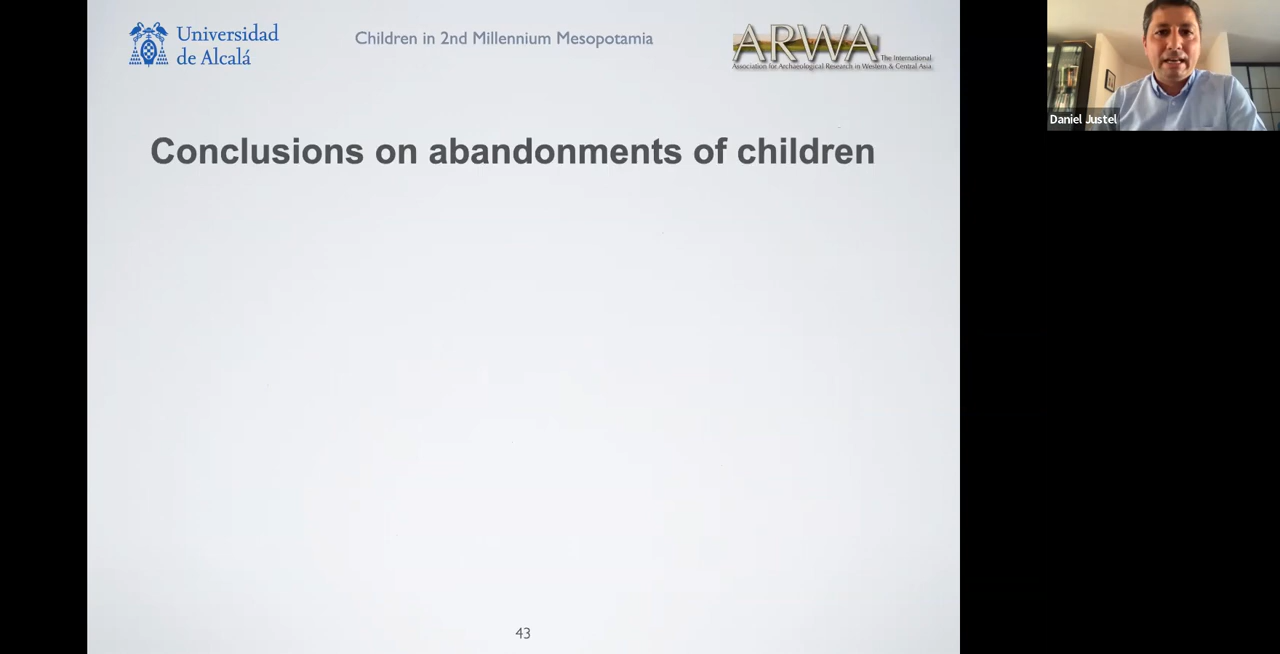 Universidad
de Alcalá
Children in 2nd Millennium Mesopotamia
ARWA
The International
Association for Archaeological Research in Western & Central Asia
Daniel Justel
Conclusions on abandonments of children
43